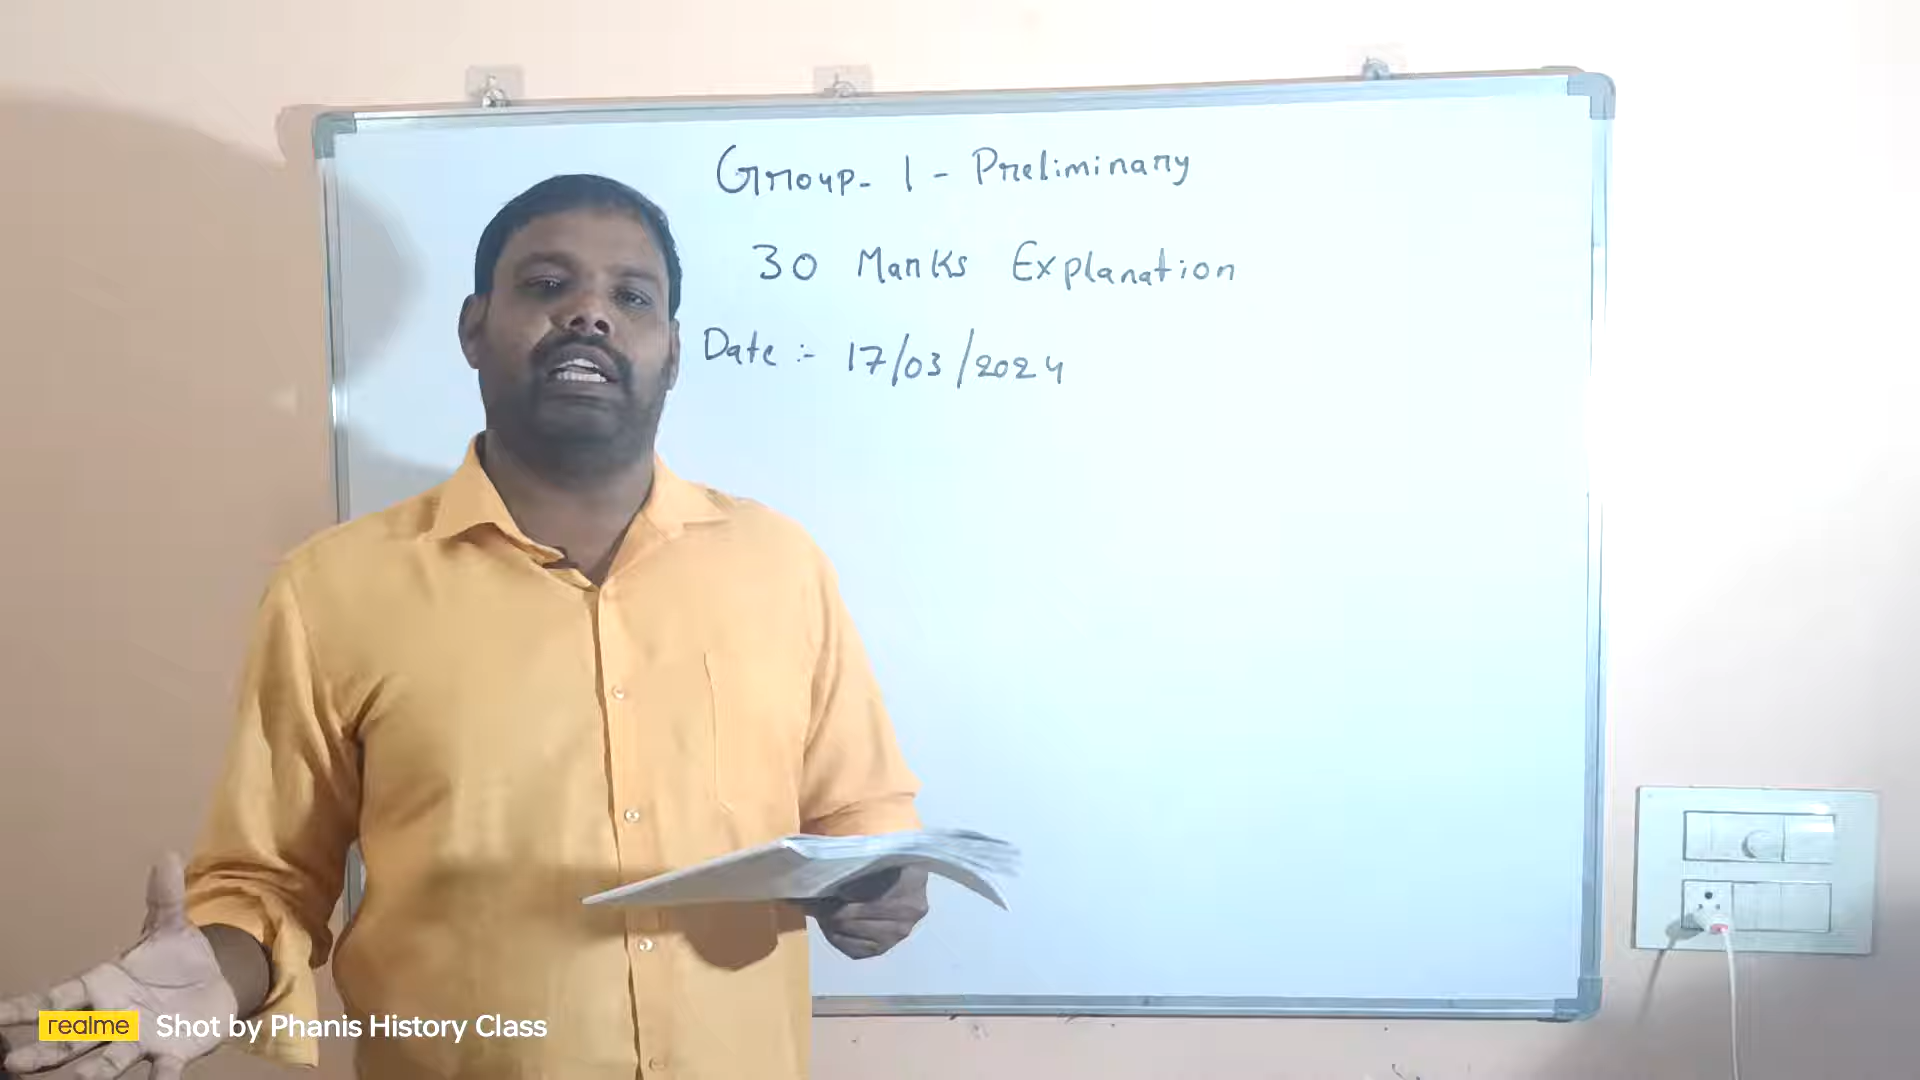 Group- 1 - Preliminary
30 Marks Explanation
Date :- 17/03/2024
realme Shot by Phanis History Class